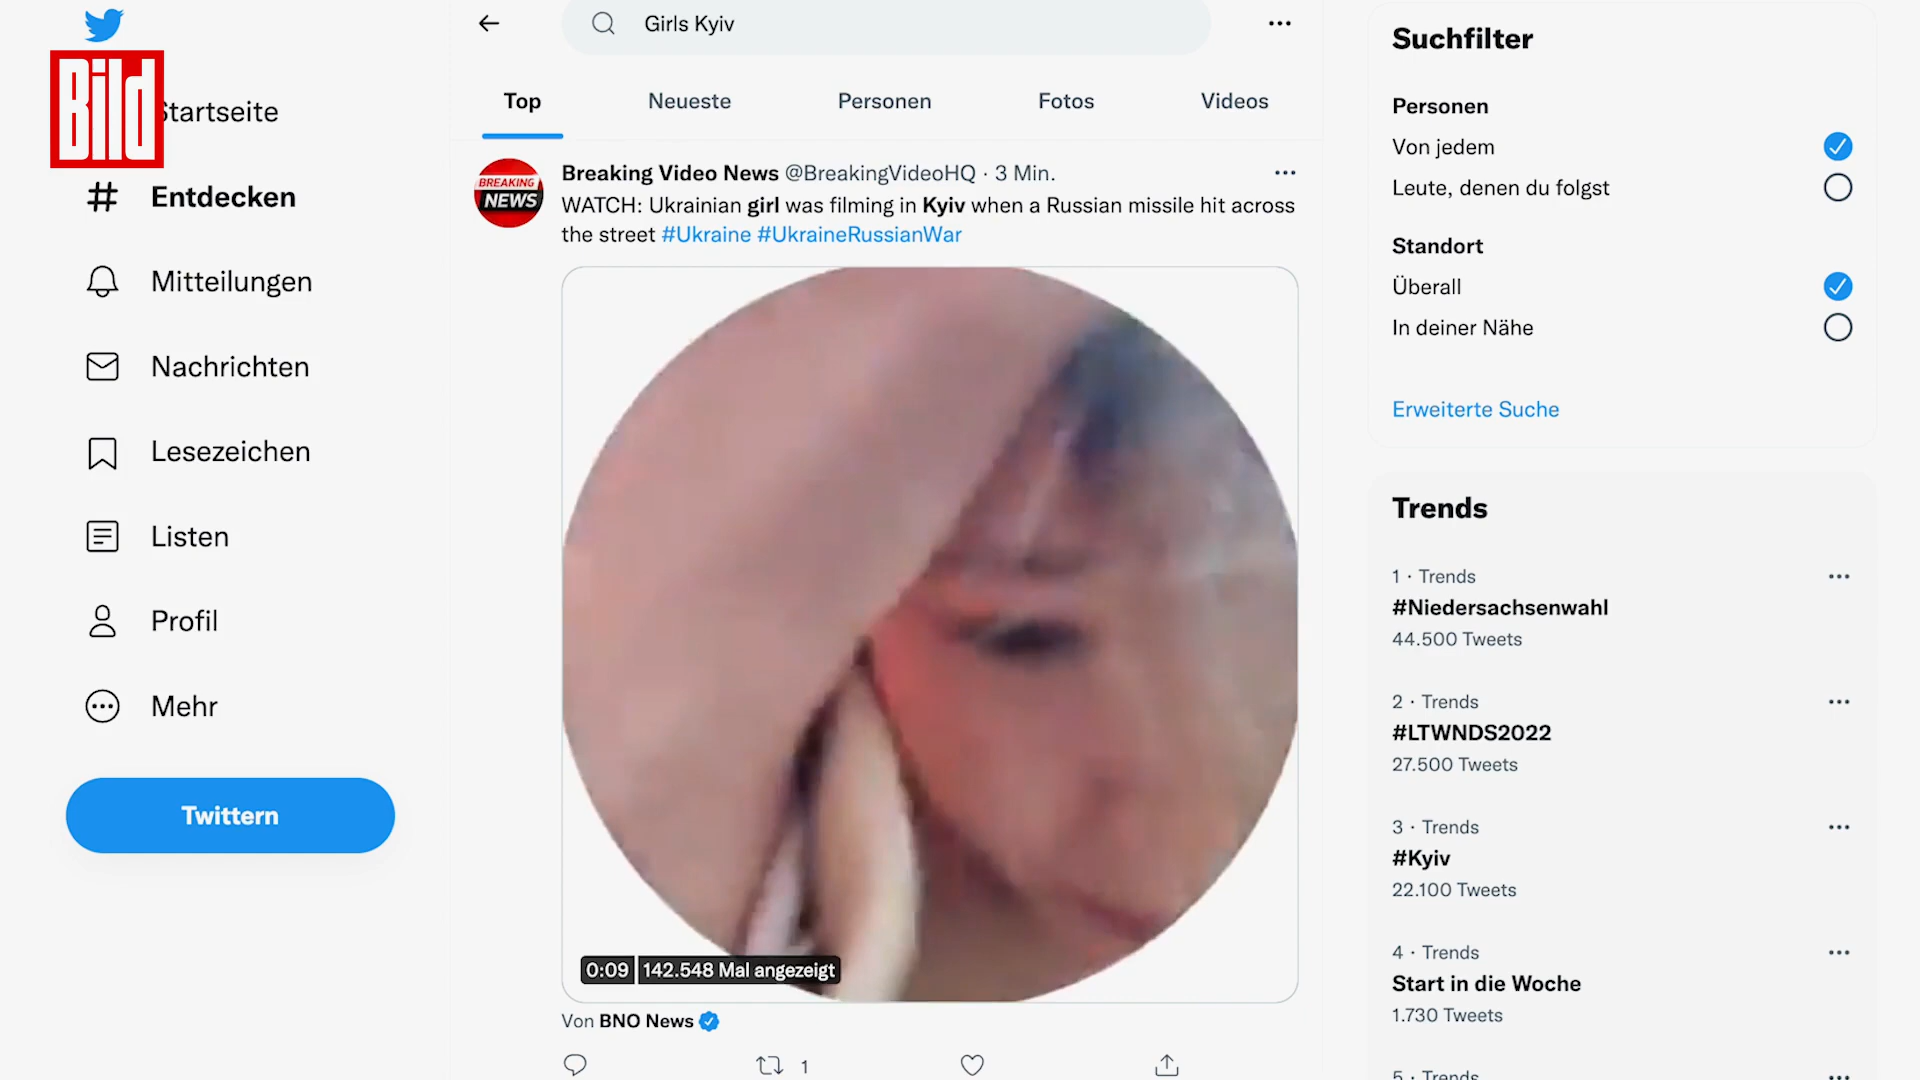 Bild
Startseite
Entdecken
Mitteilungen
Nachrichten
Lesezeichen
Listen
Profil
Mehr
Twittern
Girls Kyiv
Top
Neueste
Personen
Fotos
Videos
BREAKING
NEWS
Breaking Video News @BreakingVideoHQ · 3 Min.
WATCH: Ukrainian girl was filming in Kyiv when a Russian missile hit across
the street #Ukraine #UkraineRussianWar
0:09 142.548 Mal angezeigt
Von BNO News
1
Suchfilter
Personen
Von jedem
Leute, denen du folgst
Standort
Überall
In deiner Nähe
Erweiterte Suche
Trends
1 · Trends
#Niedersachsenwahl
44.500 Tweets
2 · Trends
#LTWNDS2022
27.500 Tweets
3 · Trends
#Kyiv
22.100 Tweets
4 · Trends
Start in die Woche
1.730 Tweets
5 · Trends